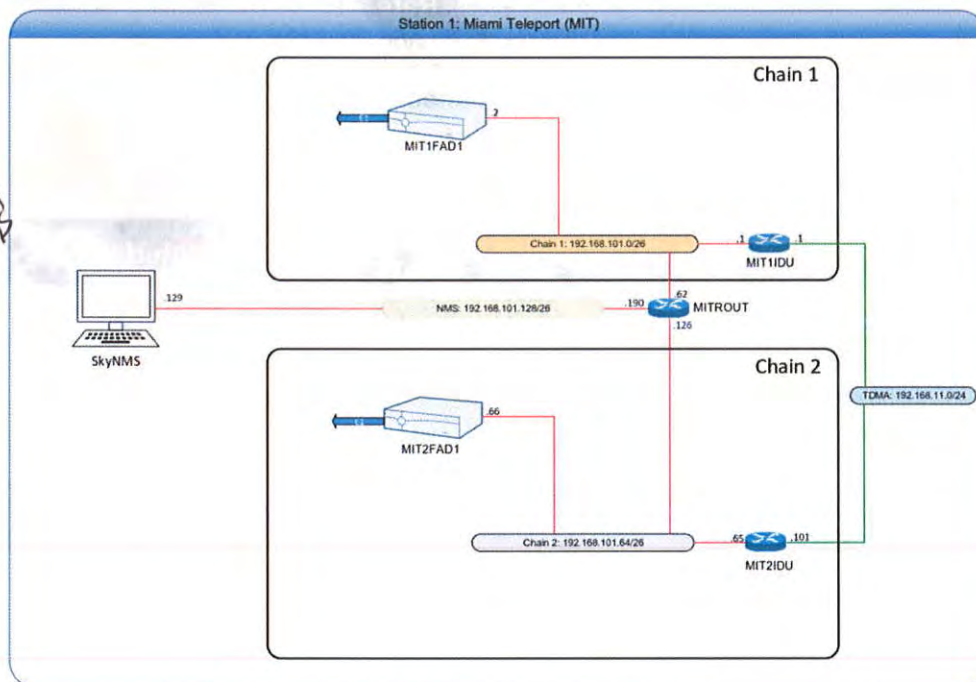 Station 1: Miami Teleport (MIT)
Chain 1
2
MIT1FAD1
Chain 1: 192.168.101.0/26
.1
.1
MIT1IDU
.129
NMS: 192.168.101.128/26
.190
.62
MITROUT
.126
SkyNMS
Chain 2
TDMA: 192.168.11.0/24
.66
MIT2FAD1
Chain 2: 192.168.101.64/26
.65
.101
MIT2IDU